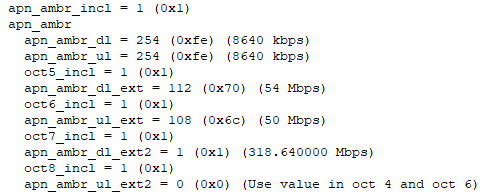 apn_ambr_incl = 1 (0x1)
apn_ambr
apn_ambr_dl = 254 (0xfe) (8640 kbps)
apn_ambr_ul = 254 (0xfe) (8640 kbps)
oct5_incl = 1 (0x1)
apn_ambr_dl_ext = 112 (0x70) (54 Mbps)
oct6_incl = 1 (0x1)
apn_ambr_ul_ext = 108 (0x6c) (50 Mbps)
oct7_incl = 1 (0x1)
apn_ambr_dl_ext2 = 1 (0x1) (318.640000 Mbps)
oct8_incl = 1 (0x1)
apn_ambr_ul_ext2 = 0 (0x0) (Use value in oct 4 and oct 6)